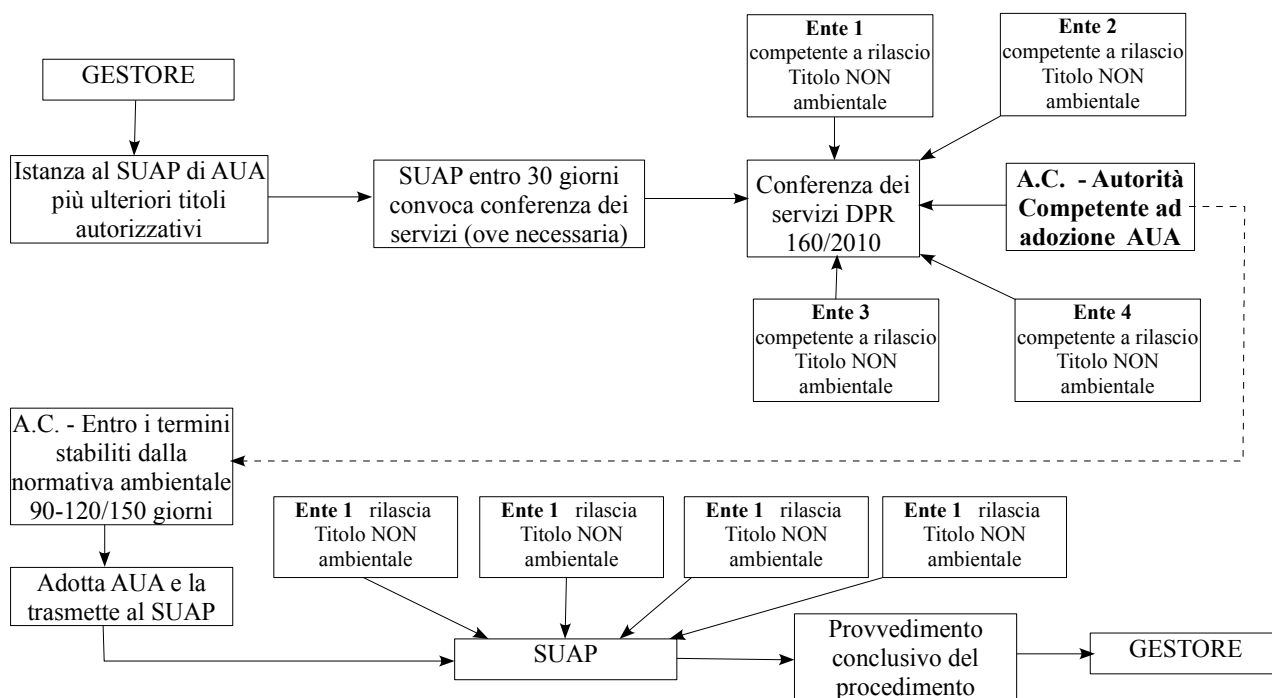 GESTORE
Istanza al SUAP di AUA
più ulteriori titoli
autorizzativi
SUAP entro 30 giorni
convoca conferenza dei
servizi (ove necessaria)
Ente 1
competente a rilascio
Titolo NON
ambientale
Ente 2
competente a rilascio
Titolo NON
ambientale
Conferenza dei
servizi DPR
160/2010
A.C. - Autorità
Competente ad
adozione AUA
Ente 3
competente a rilascio
Titolo NON
ambientale
Ente 4
competente a rilascio
Titolo NON
ambientale
A.C. - Entro i termini
stabiliti dalla
normativa ambientale
90-120/150 giorni
Adotta AUA e la
trasmette al SUAP
Ente 1 rilascia
Titolo NON
ambientale
Ente 1 rilascia
Titolo NON
ambientale
Ente 1 rilascia
Titolo NON
ambientale
Ente 1 rilascia
Titolo NON
ambientale
SUAP
Provvedimento
conclusivo del
procedimento
GESTORE